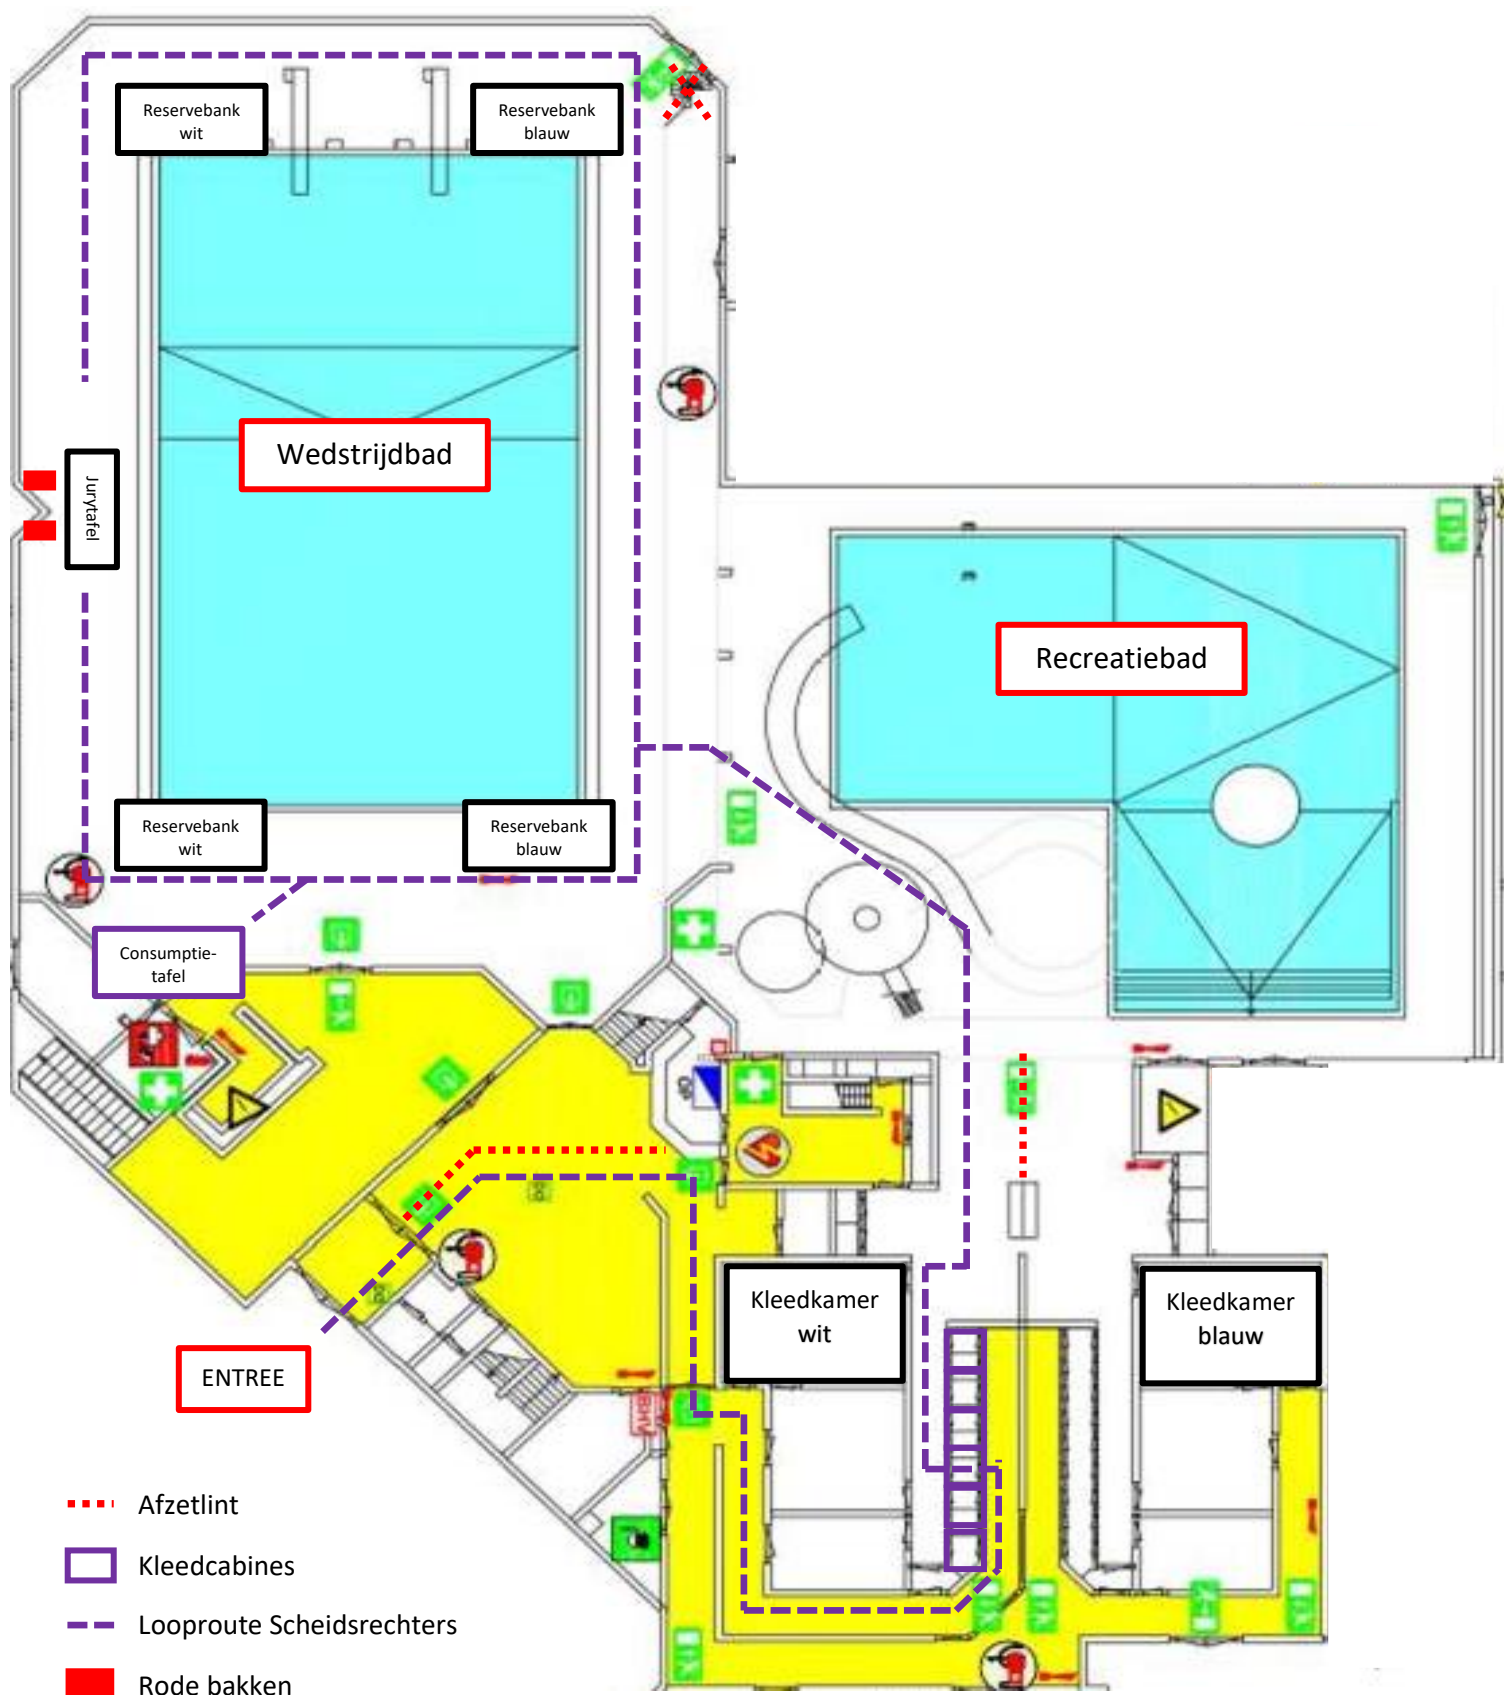 Reservebank
wit
Reservebank
blauw
Wedstrijdbad
Jurytafel
Recreatiebad
Reservebank
wit
Reservebank
blauw
Consumptie-
tafel
Kleedkamer
wit
Kleedkamer
blauw
ENTREE
BHV
Afzetlint
Kleedcabines
Looproute Scheidsrechters
Rode bakken